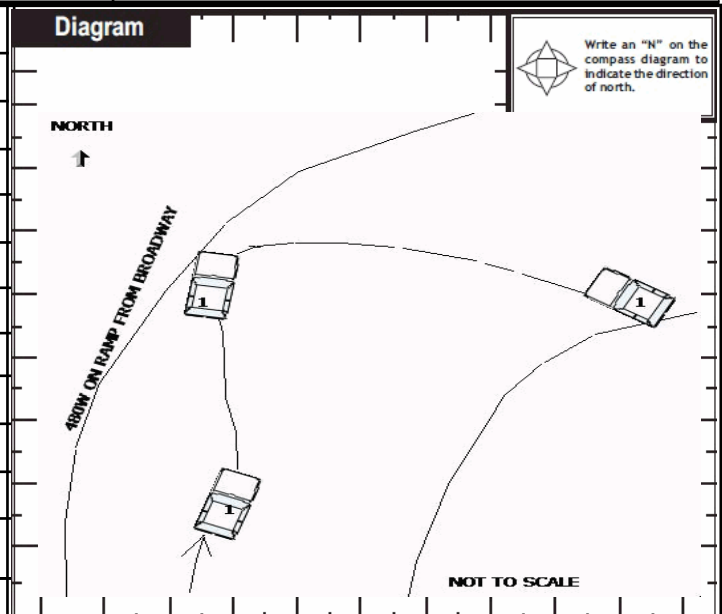 Diagram
Write an “N” on the
compass diagram to
indicate the direction
of north.
NORTH
480W ON RAMP FROM BROADWAY
1
1
1
NOT TO SCALE